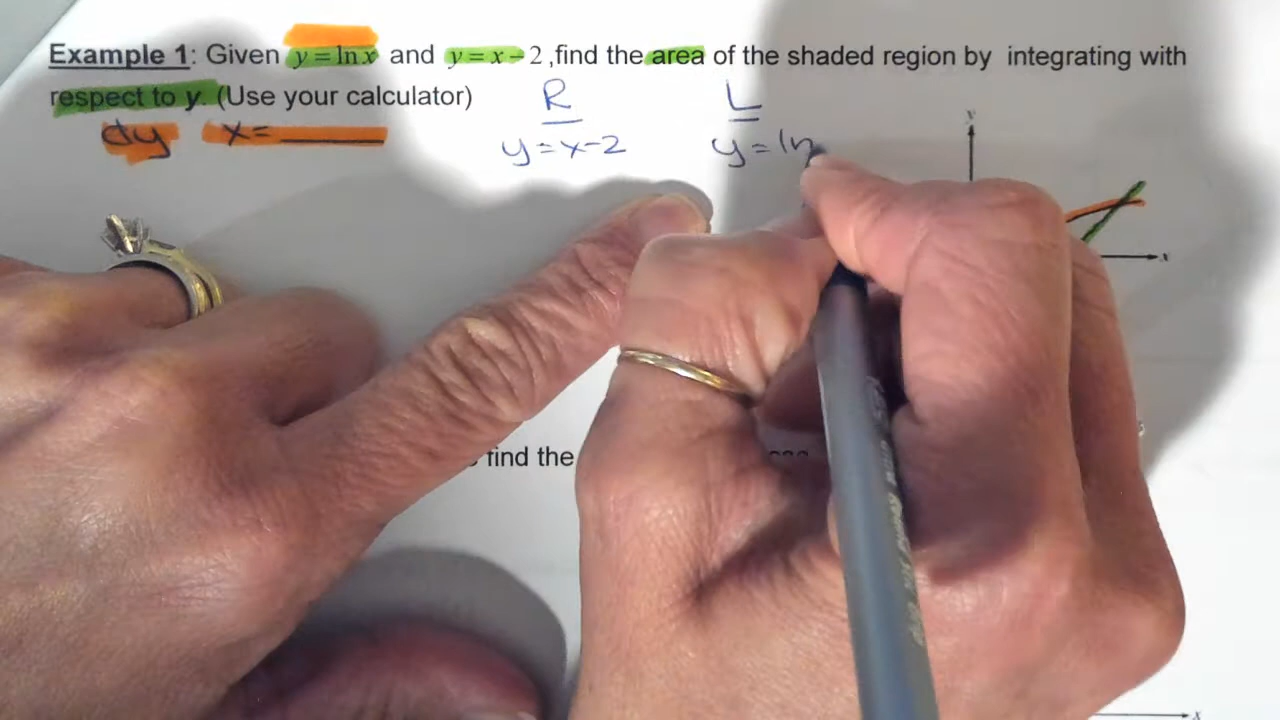 Example 1: Given y = ln x and y = x − 2 ,find the area of the shaded region by integrating with
respect to y. (Use your calculator)
R L
dy x = ______ y = x-2 y = ln
y
x
find the
x